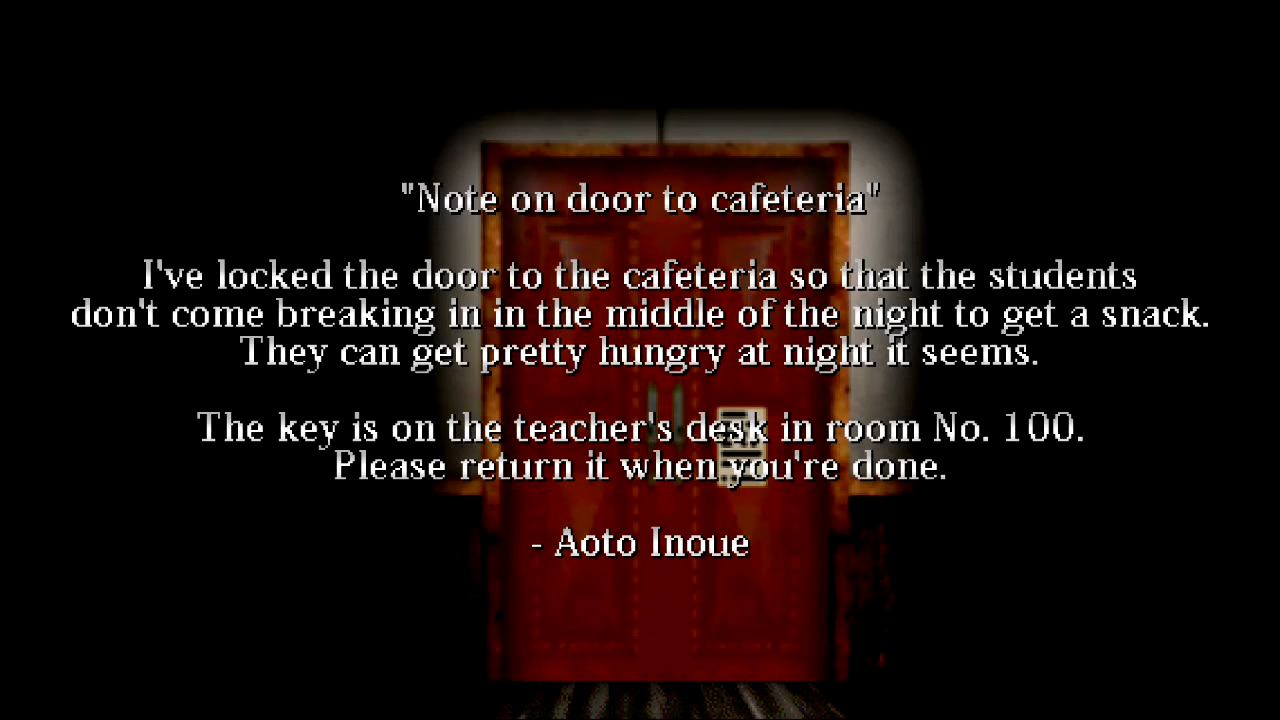 "Note on door to cafeteria"
I've locked the door to the cafeteria so that the students
don't come breaking in in the middle of the night to get a snack.
They can get pretty hungry at night it seems.
The key is on the teacher's desk in room No. 100.
Please return it when you're done.
- Aoto Inoue